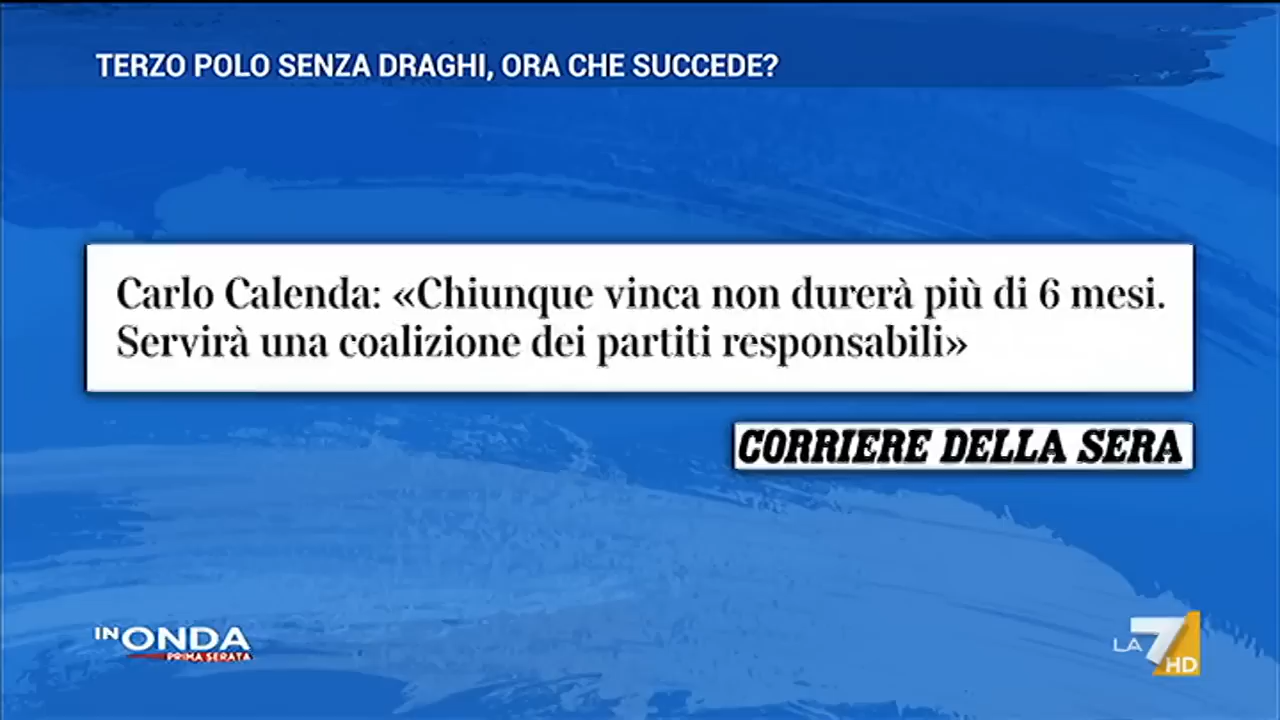 TERZO POLO SENZA DRAGHI, ORA CHE SUCCEDE?
Carlo Calenda: «Chiunque vinca non durerà più di 6 mesi.
Servirà una coalizione dei partiti responsabili»
CORRIERE DELLA SERA
IN ONDA
PRIMA SERATA
LA 7 HD